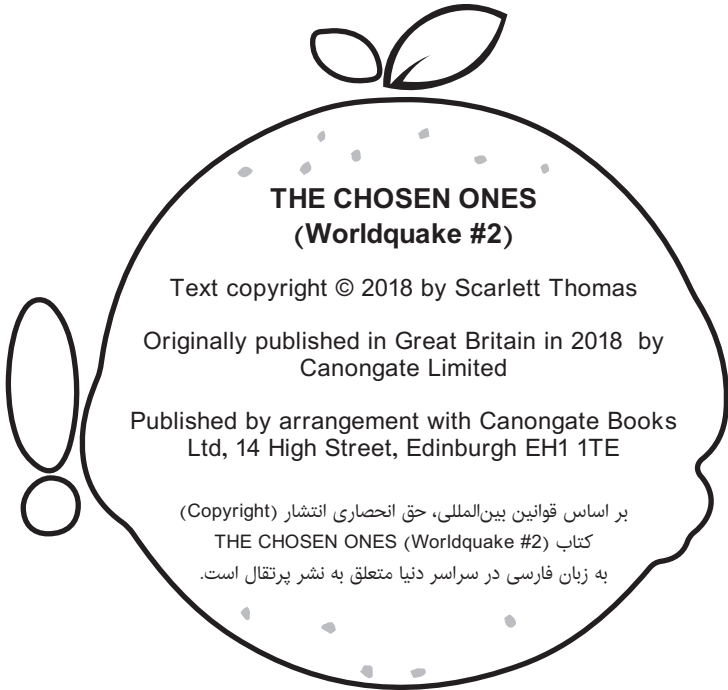 THE CHOSEN ONES
(Worldquake #2)
Text copyright © 2018 by Scarlett Thomas
Originally published in Great Britain in 2018 by
Canongate Limited
Published by arrangement with Canongate Books
Ltd, 14 High Street, Edinburgh EH1 1TE
بر اساس قوانین بین‌المللی، حق انحصاری انتشار (Copyright)
کتاب THE CHOSEN ONES (Worldquake #2)
به زبان فارسی در سراسر دنیا متعلق به نشر پرتقال است.